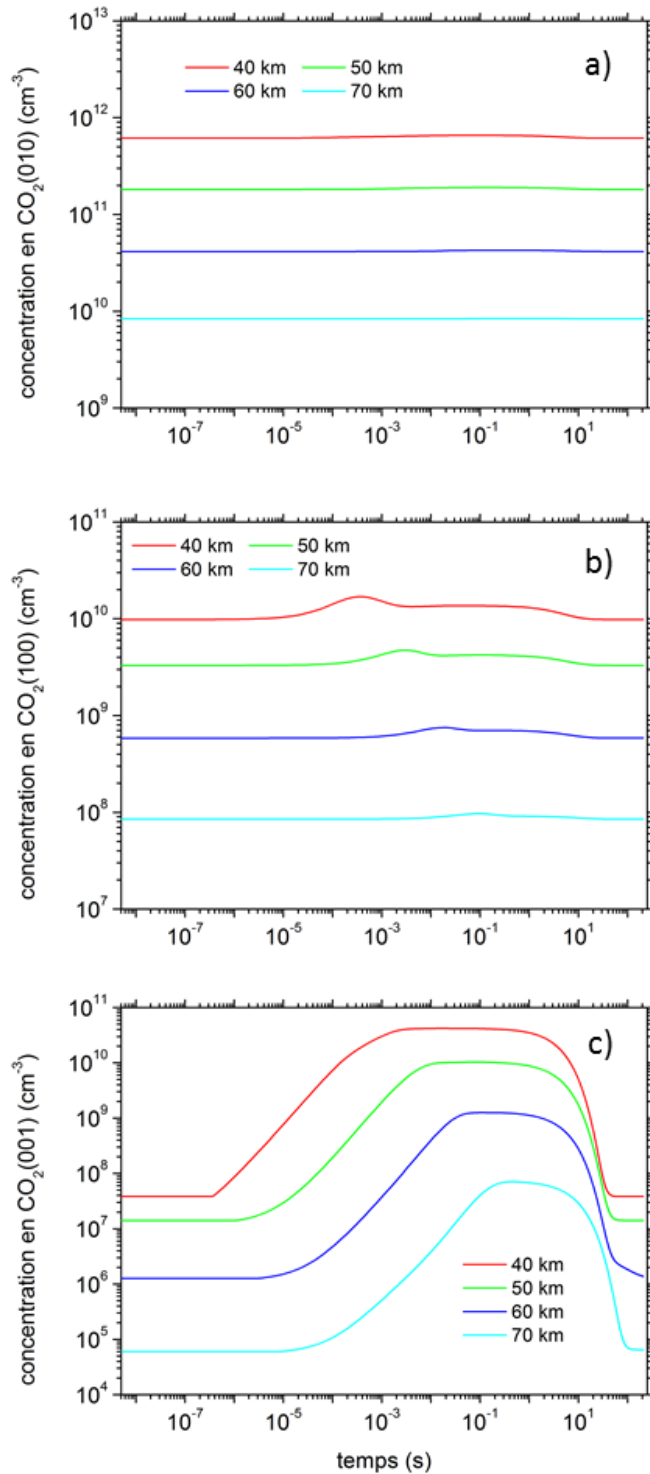 a)
40 km 50 km
60 km 70 km
10^13
10^12
10^11
10^10
10^9
concentration en CO₂(010) (cm⁻³)
10^-7 10^-5 10^-3 10^-1 10^1
b)
40 km 50 km
60 km 70 km
10^11
10^10
10^9
10^8
10^7
concentration en CO₂(100) (cm⁻³)
10^-7 10^-5 10^-3 10^-1 10^1
c)
10^11
10^10
10^9
10^8
10^7
10^6
10^5
10^4
concentration en CO₂(001) (cm⁻³)
40 km
50 km
60 km
70 km
10^-7 10^-5 10^-3 10^-1 10^1
temps (s)